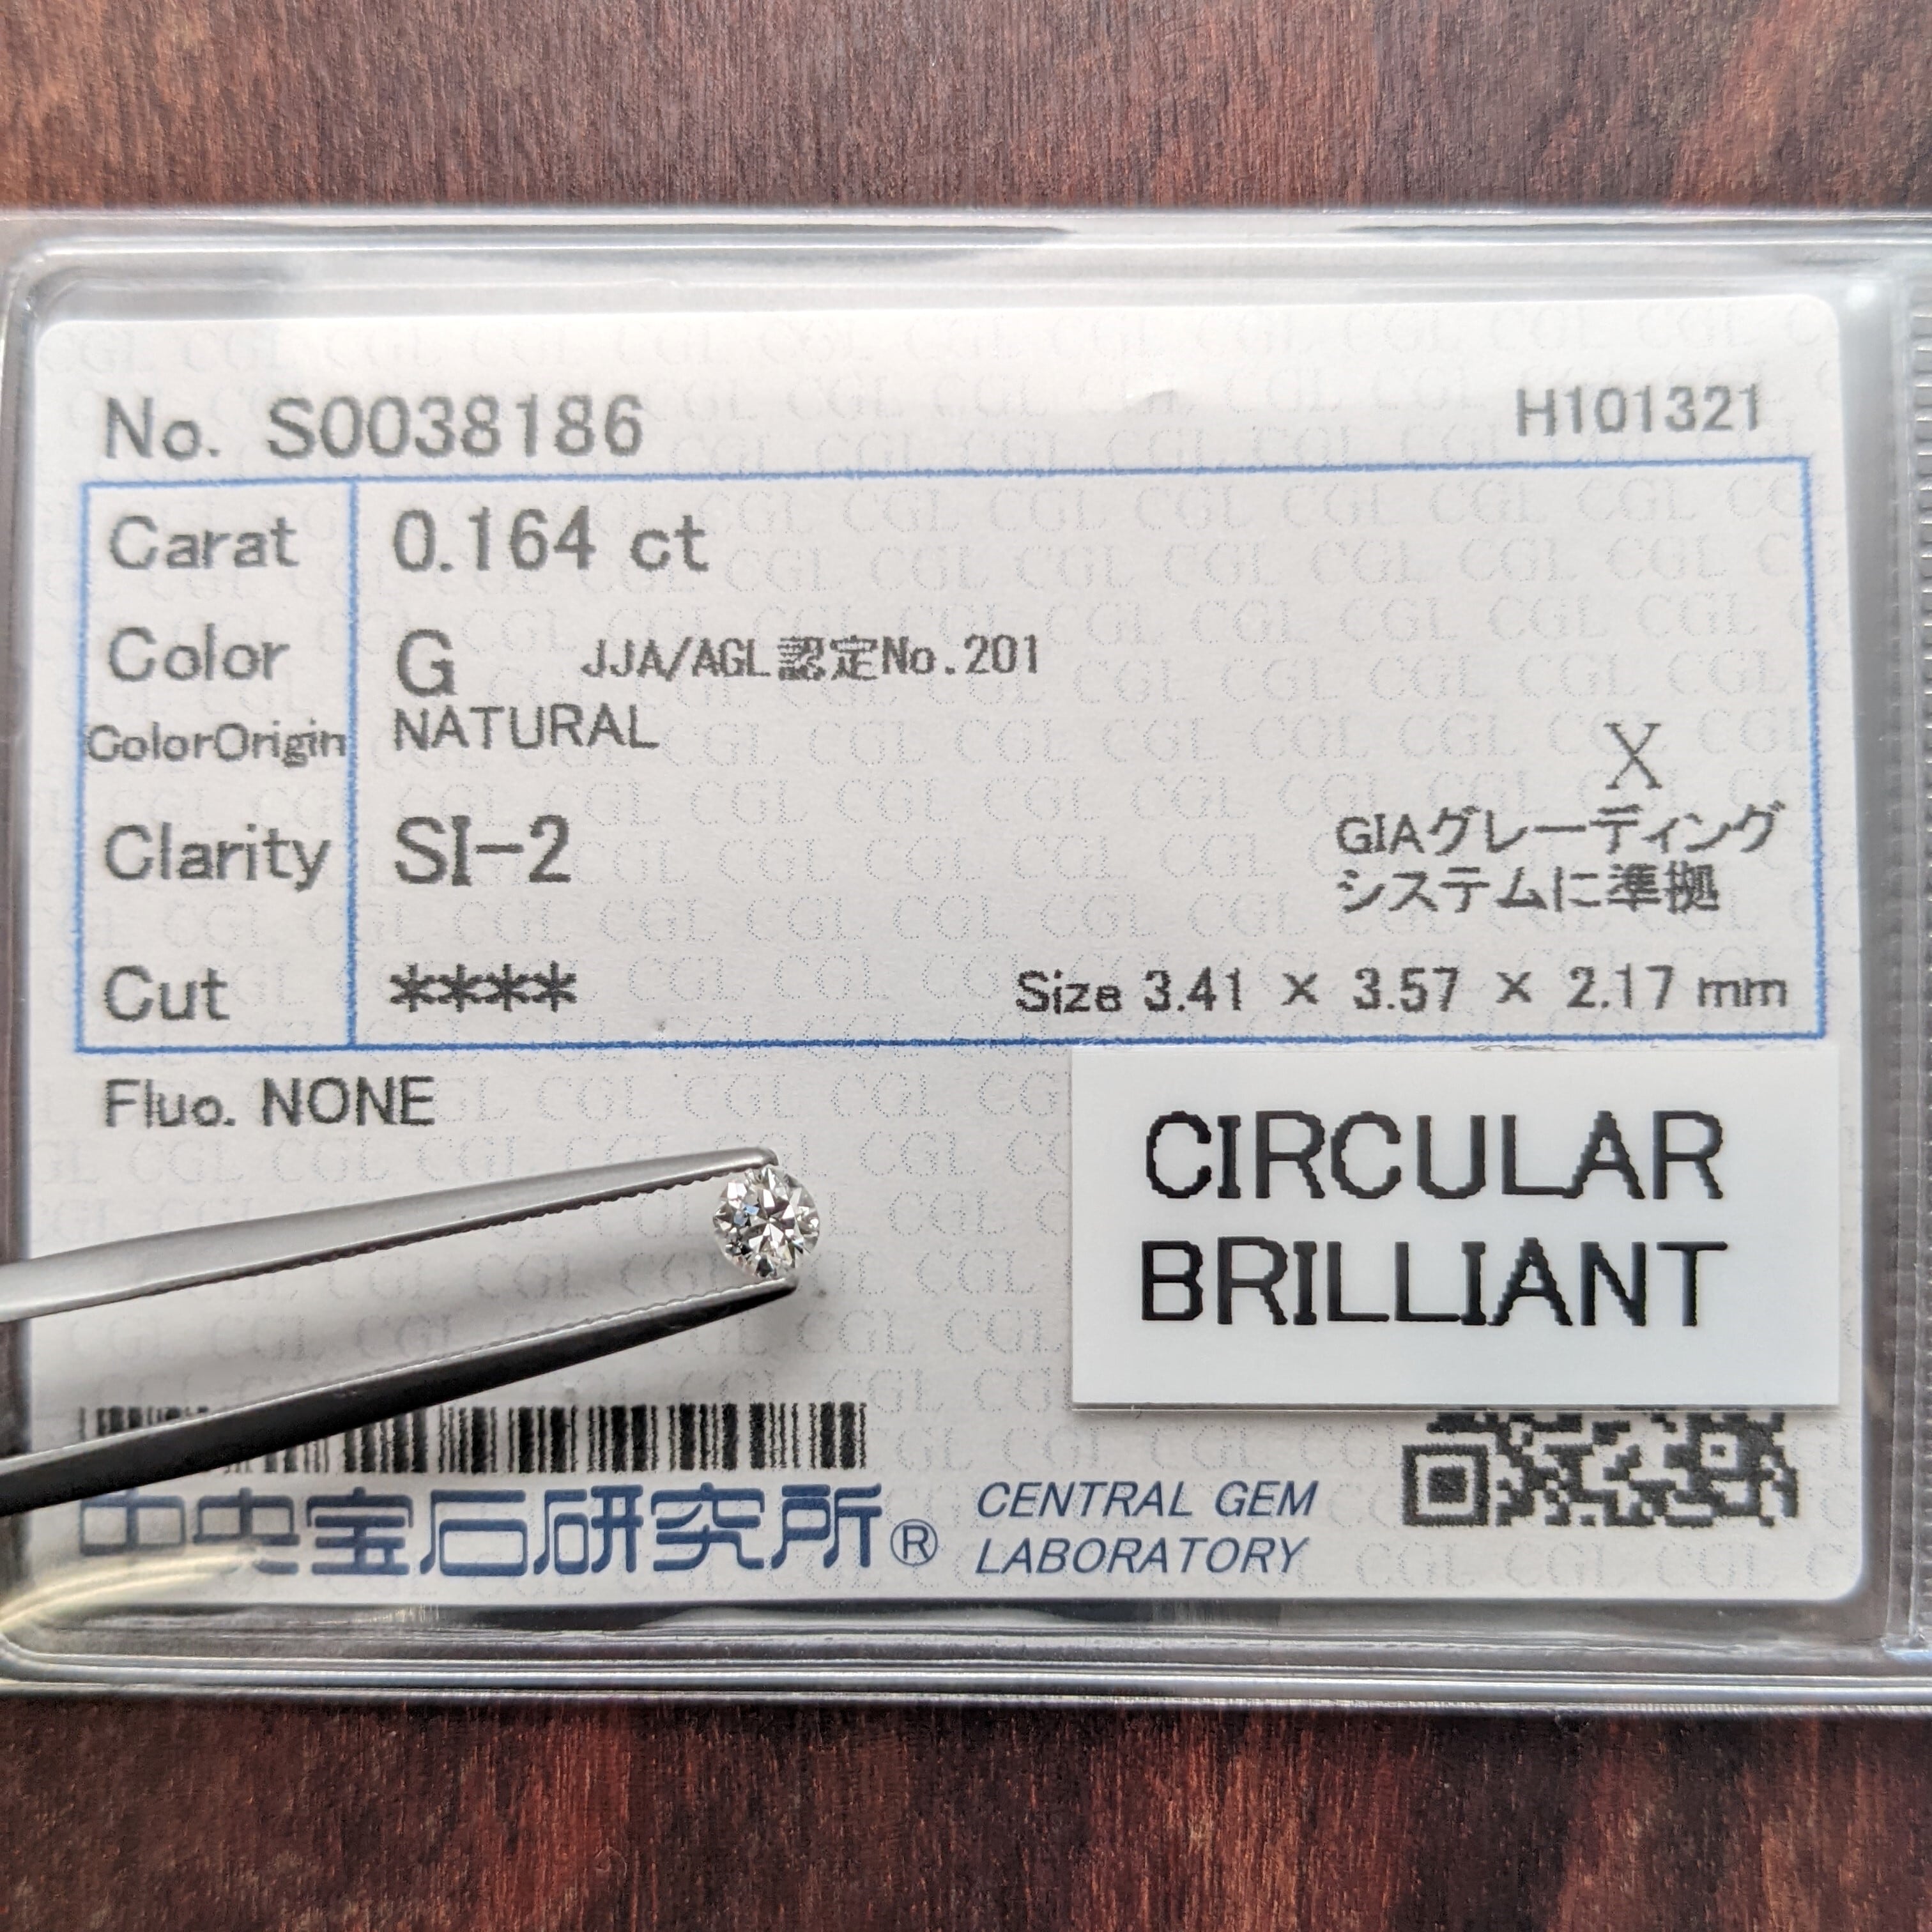 No. S0038186
H101321
Carat 0.164 ct
Color G JJA/AGL認定No.201
ColorOrigin NATURAL
X
Clarity SI-2
GIAグレーディング
システムに準拠
Cut ****
Size 3.41 × 3.57 × 2.17 mm
Fluo. NONE
CIRCULAR
BRILLIANT
中央宝石研究所®
CENTRAL GEM
LABORATORY